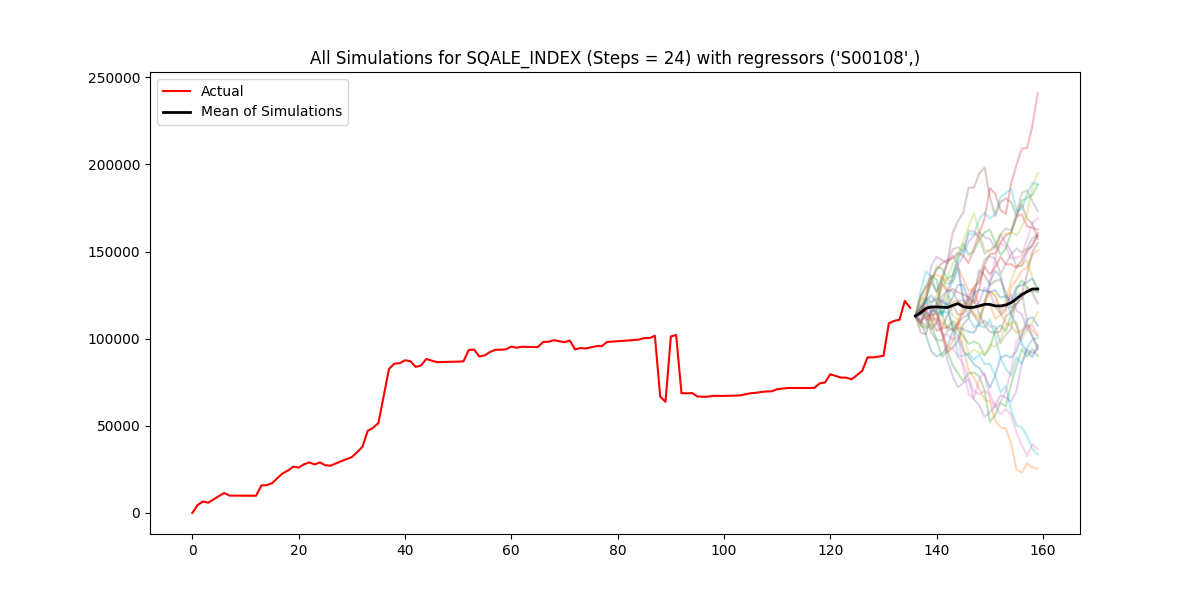 All Simulations for SQALE_INDEX (Steps = 24) with regressors ('S00108',)
250000
200000
150000
100000
50000
0
Actual
Mean of Simulations
0 20 40 60 80 100 120 140 160